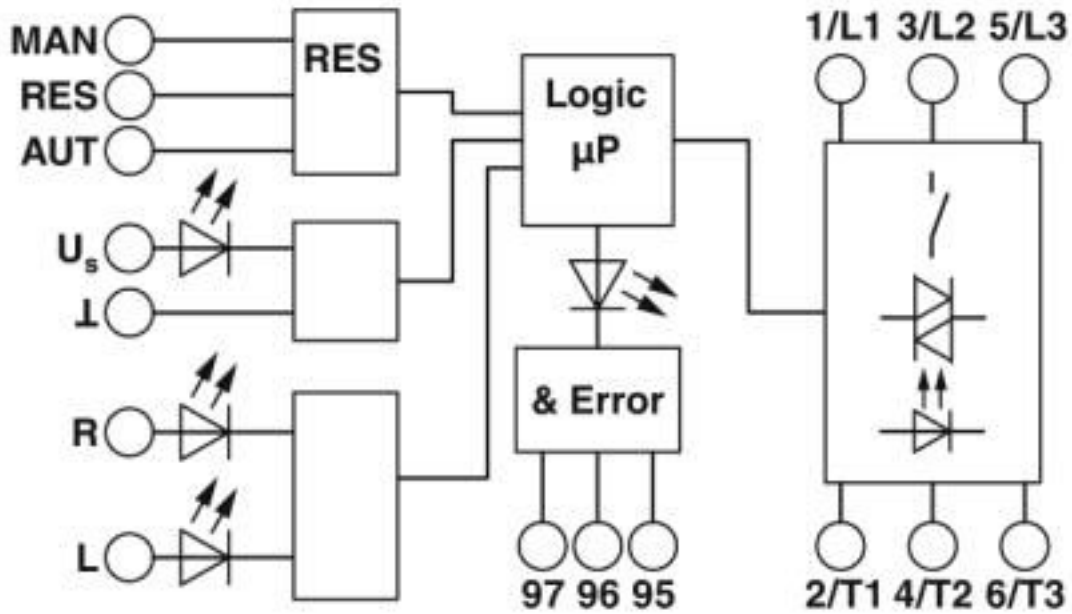 MAN
RES
AUT
RES
Us
⊥
R
L
Logic
µP
& Error
97 96 95
1/L1 3/L2 5/L3
2/T1 4/T2 6/T3